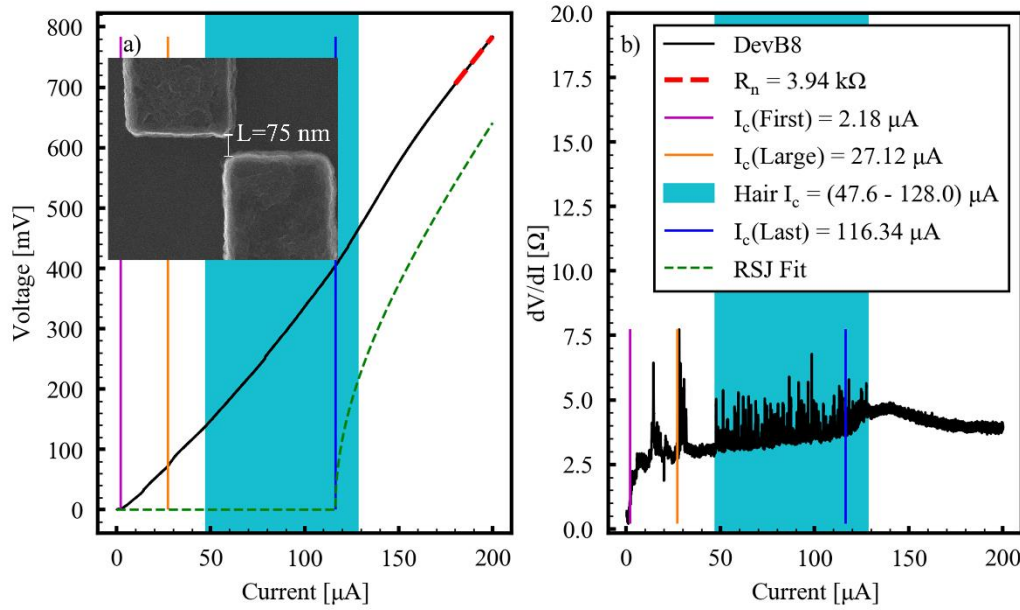 a)
L=75 nm
800
700
600
500
400
300
200
100
0
Voltage [mV]
0 50 100 150 200
Current [μA]
b)
20.0
17.5
15.0
12.5
10.0
7.5
5.0
2.5
0.0
dV/dI [Ω]
0 50 100 150 200
Current [μA]
DevB8
Rₙ = 3.94 kΩ
I_c(First) = 2.18 μA
I_c(Large) = 27.12 μA
Hair I_c = (47.6 - 128.0) μA
I_c(Last) = 116.34 μA
RSJ Fit